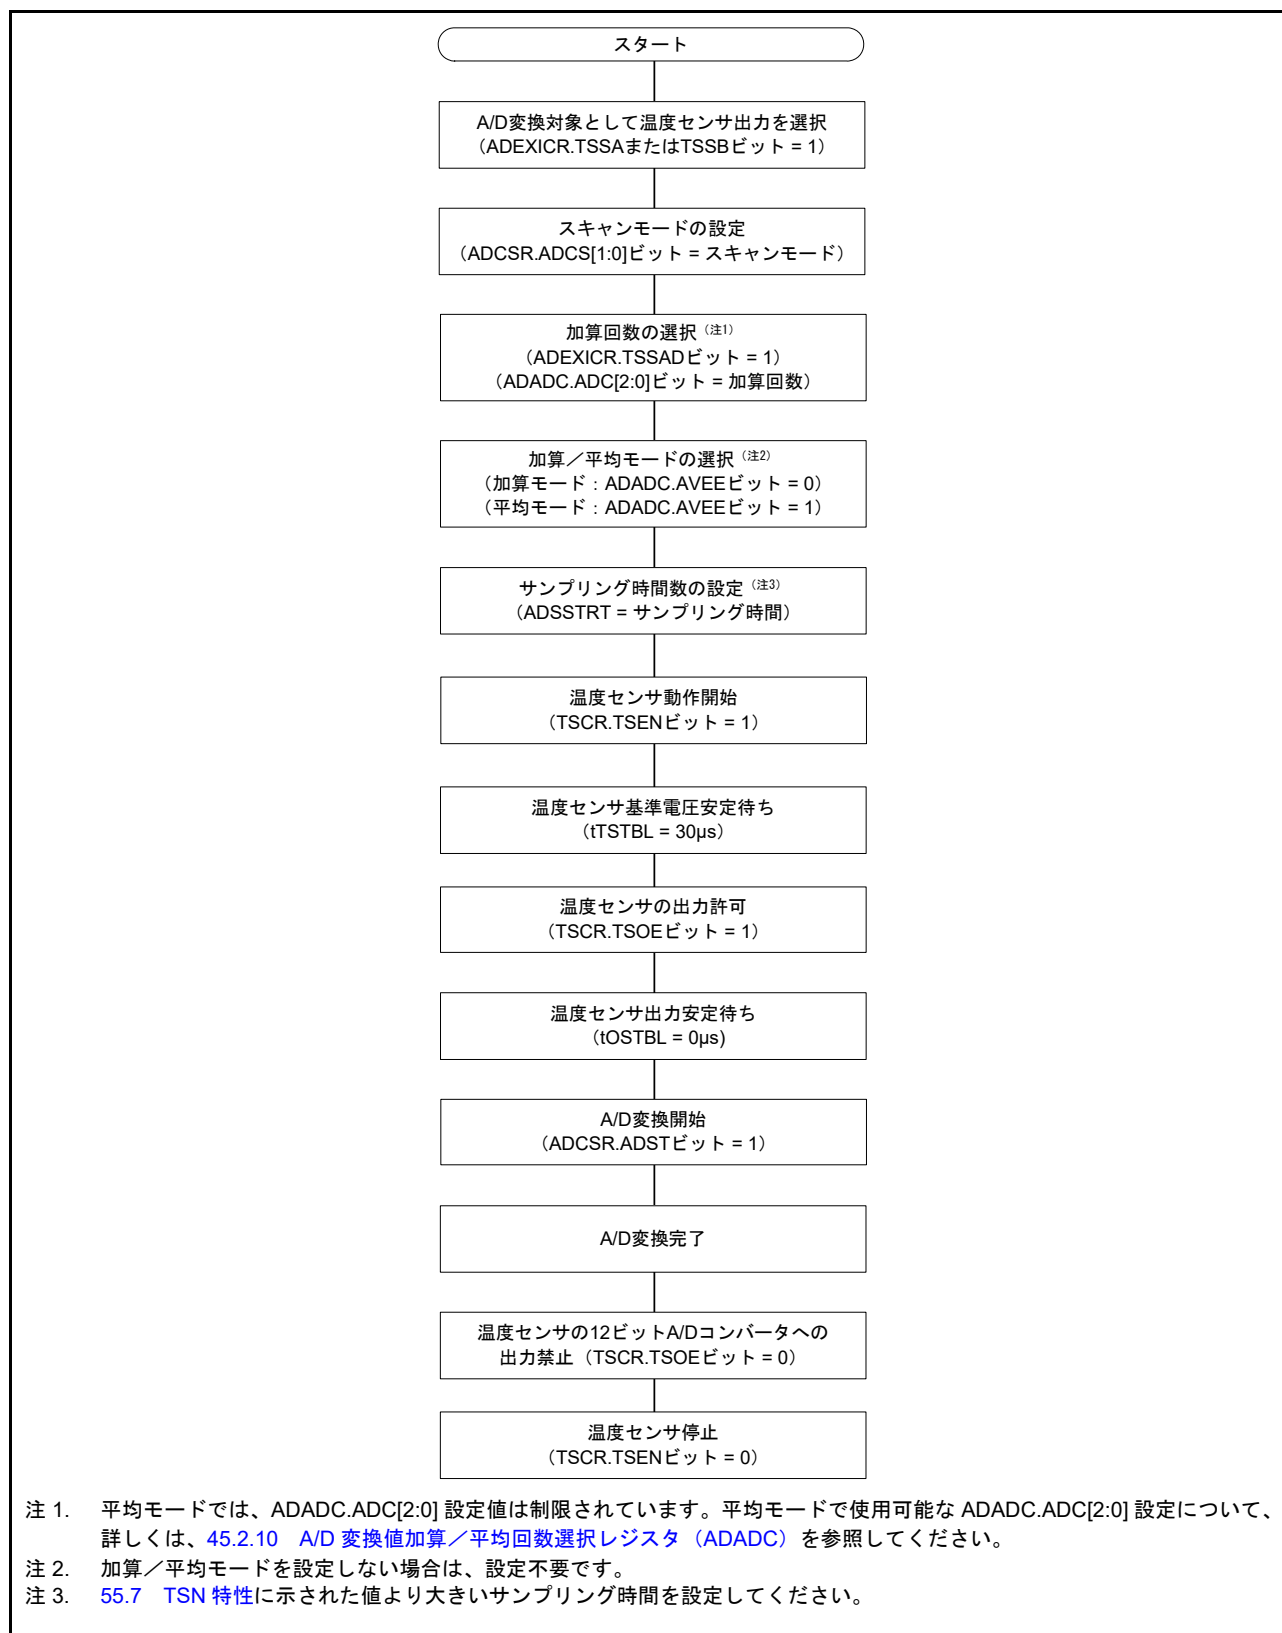 スタート
A/D変換対象として温度センサ出力を選択
（ADEXICR.TSSAまたはTSSBビット = 1）
スキャンモードの設定
（ADCSR.ADCS[1:0]ビット = スキャンモード）
加算回数の選択（注1）
（ADEXICR.TSSADビット = 1）
（ADADC.ADC[2:0]ビット = 加算回数）
加算／平均モードの選択（注2）
（加算モード：ADADC.AVEEビット = 0）
（平均モード：ADADC.AVEEビット = 1）
サンプリング時間数の設定（注3）
（ADSSTRT = サンプリング時間）
温度センサ動作開始
（TSCR.TSENビット = 1）
温度センサ基準電圧安定待ち
（tTSTBL = 30μs）
温度センサの出力許可
（TSCR.TSOEビット = 1）
温度センサ出力安定待ち
（tOSTBL = 0μs)
A/D変換開始
（ADCSR.ADSTビット = 1）
A/D変換完了
温度センサの12ビットA/Dコンバータへの
出力禁止（TSCR.TSOEビット = 0）
温度センサ停止
（TSCR.TSENビット = 0）
注 1. 平均モードでは、ADADC.ADC[2:0] 設定値は制限されています。平均モードで使用可能な ADADC.ADC[2:0] 設定について、
詳しくは、45.2.10 A/D 変換値加算／平均回数選択レジスタ（ADADC）を参照してください。
注 2. 加算／平均モードを設定しない場合は、設定不要です。
注 3. 55.7 TSN 特性に示された値より大きいサンプリング時間を設定してください。